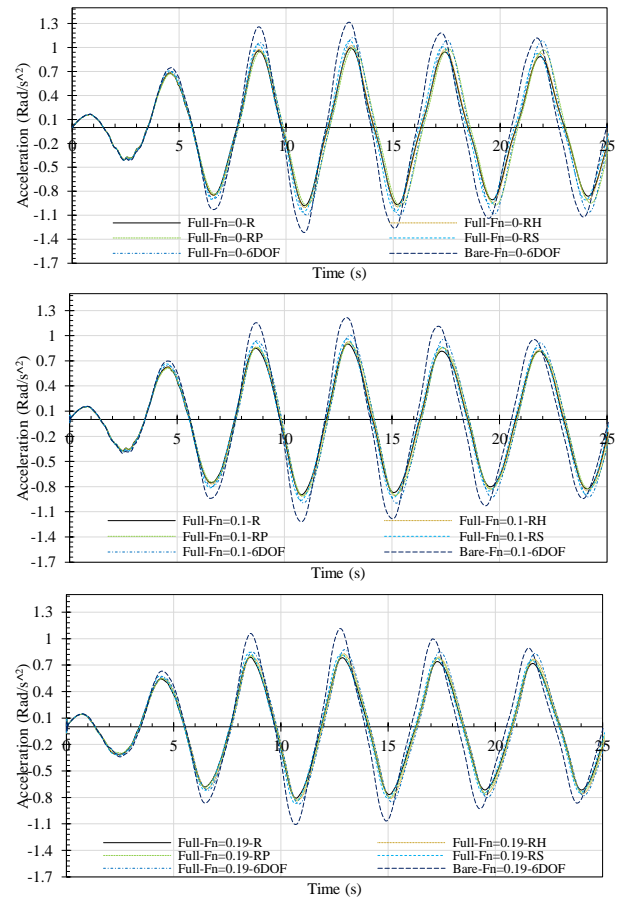 1.3
1
0.7
0.4
0.1
-0.2
-0.5
-0.8
-1.1
-1.4
-1.7
0 5 10 15 20 25
Acceleration (Rad/s^2)
Full-Fn=0-R Full-Fn=0-RH
Full-Fn=0-RP Full-Fn=0-RS
Full-Fn=0-6DOF Bare-Fn=0-6DOF
Time (s)
1.3
1
0.7
0.4
0.1
-0.2
-0.5
-0.8
-1.1
-1.4
-1.7
0 5 10 15 20 25
Acceleration (Rad/s^2)
Full-Fn=0.1-R Full-Fn=0.1-RH
Full-Fn=0.1-RP Full-Fn=0.1-RS
Full-Fn=0.1-6DOF Bare-Fn=0.1-6DOF
Time (s)
1.3
1
0.7
0.4
0.1
-0.2
-0.5
-0.8
-1.1
-1.4
-1.7
0 5 10 15 20 25
Acceleration (Rad/s^2)
Full-Fn=0.19-R Full-Fn=0.19-RH
Full-Fn=0.19-RP Full-Fn=0.19-RS
Full-Fn=0.19-6DOF Bare-Fn=0.19-6DOF
Time (s)